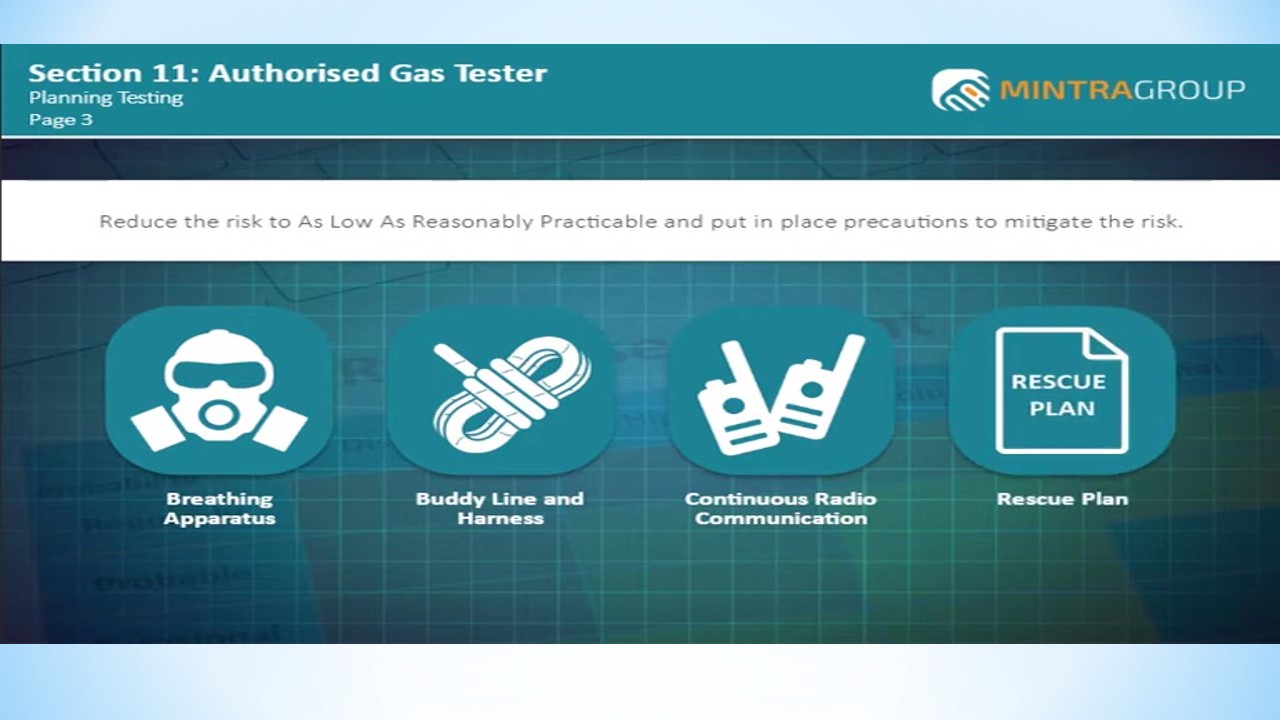 Section 11: Authorised Gas Tester
Planning Testing
Page 3
MINTRAGROUP
Reduce the risk to As Low As Reasonably Practicable and put in place precautions to mitigate the risk.
RESCUE
PLAN
Breathing
Apparatus
Buddy Line and
Harness
Continuous Radio
Communication
Rescue Plan
Probable